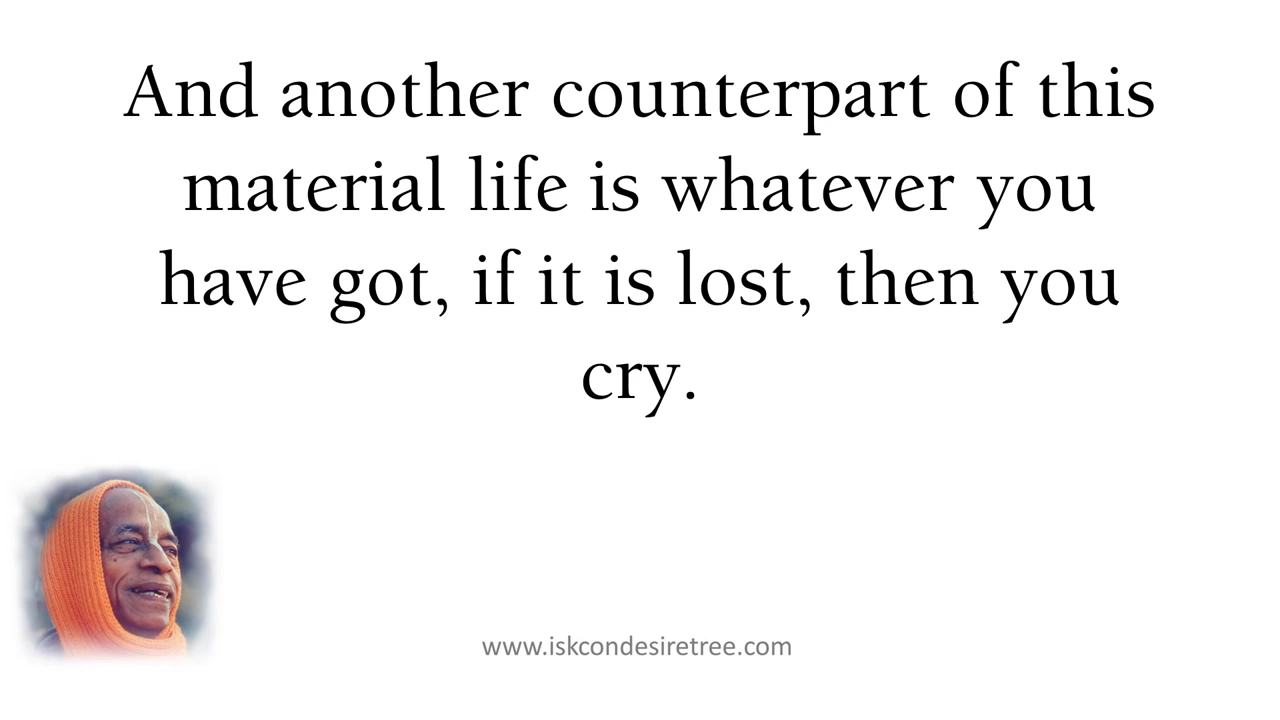 And another counterpart of this
material life is whatever you
have got, if it is lost, then you
cry.
www.iskcondesiretree.com